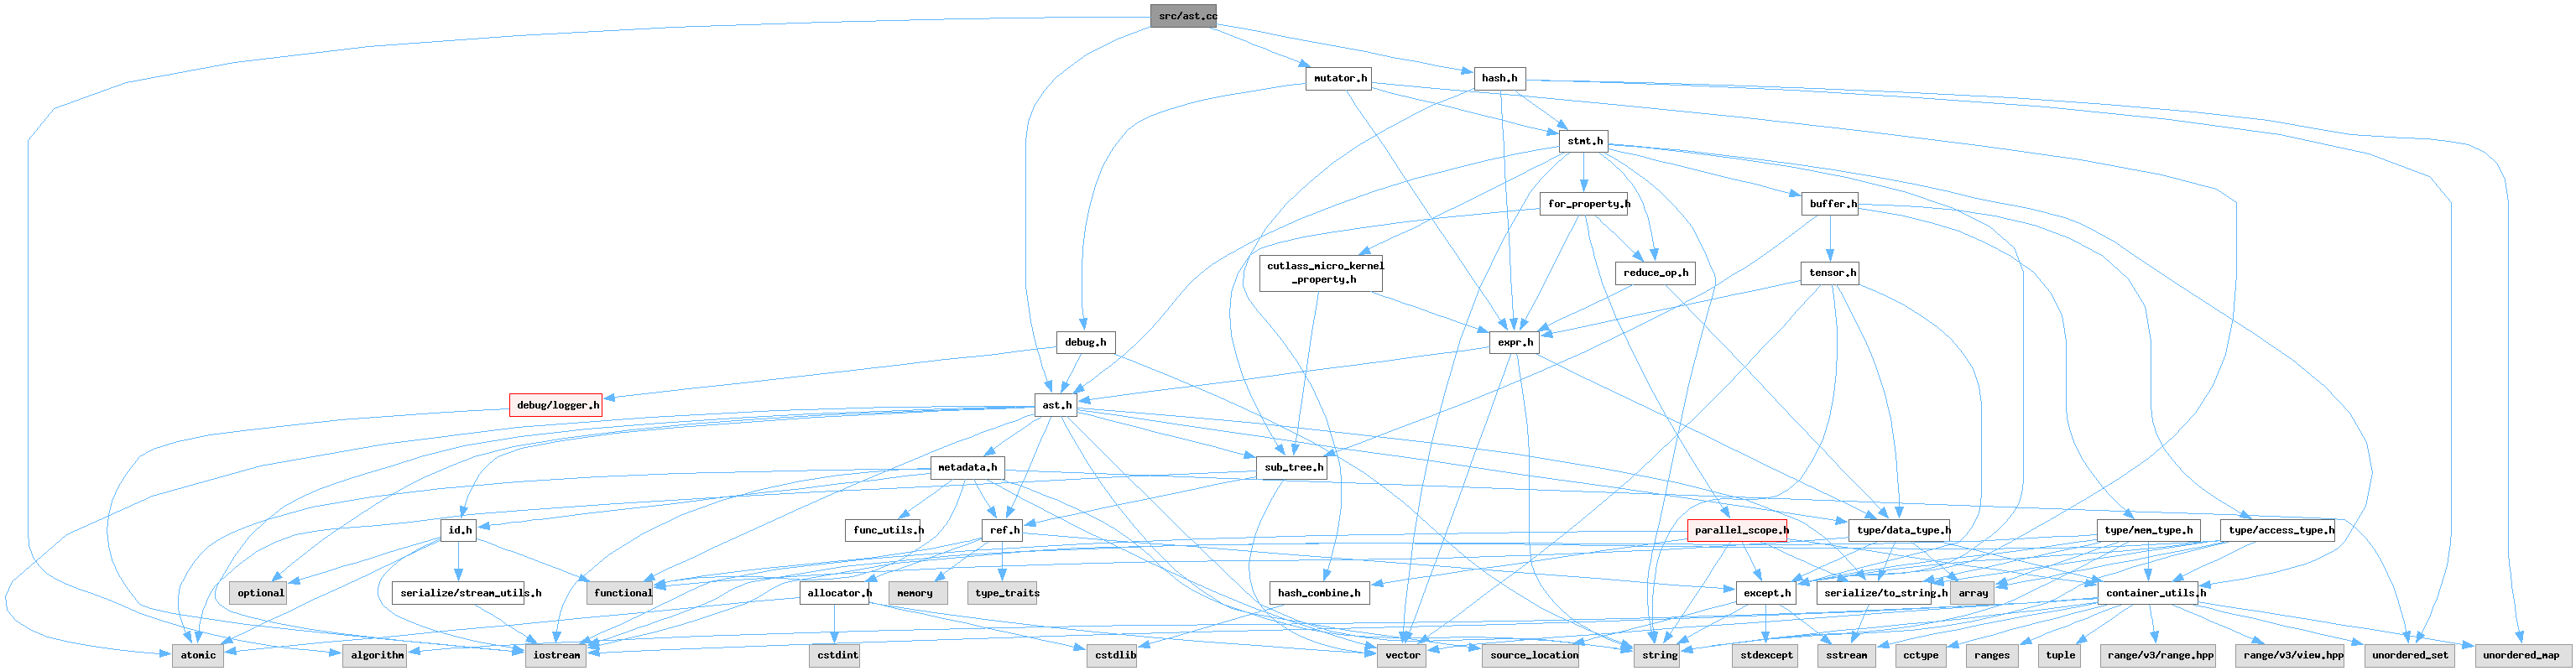 src/ast.cc
mutator.h
hash.h
stmt.h
for_property.h
buffer.h
cutlass_micro_kernel
_property.h
reduce_op.h
tensor.h
debug.h
expr.h
debug/logger.h
ast.h
metadata.h
sub_tree.h
id.h
func_utils.h
ref.h
parallel_scope.h
type/data_type.h
type/mem_type.h
type/access_type.h
optional
serialize/stream_utils.h
functional
allocator.h
memory
type_traits
hash_combine.h
except.h
serialize/to_string.h
array
container_utils.h
atomic
algorithm
iostream
cstdint
cstdlib
vector
source_location
string
stdexcept
sstream
cctype
ranges
tuple
range/v3/range.hpp
range/v3/view.hpp
unordered_set
unordered_map